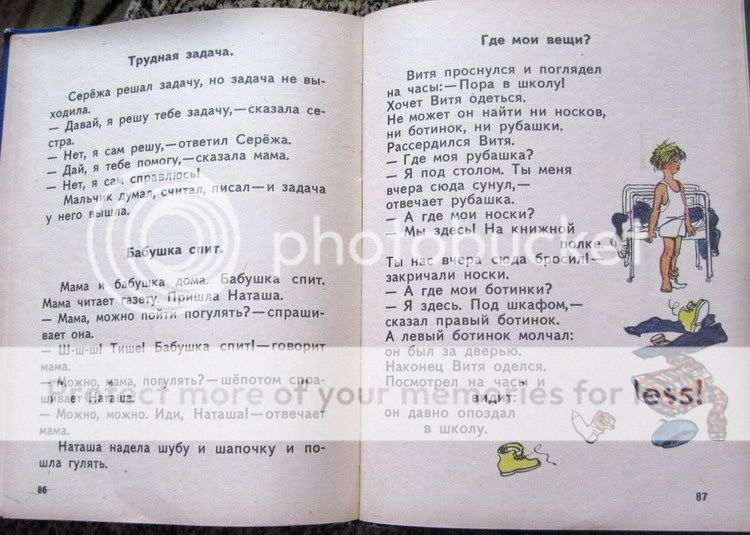 Трудная задача.
Серёжа решал задачу, но задача не вы-
ходила.
— Давай, я решу тебе задачу,—сказала се-
стра.
— Нет, я сам решу,—ответил Серёжа.
— Дай, я тебе помогу,—сказала мама.
— Нет, я сам справлюсь!
Мальчик думал, считал, писал—и задача
у него вышла.
Бабушка спит.
Мама и бабушка дома. Бабушка спит.
Мама читает газету. Пришла Наташа.
— Мама, можно пойти погулять?—спраши-
вает она.
— Ш-ш-ш! Тише! Бабушка спит!—говорит
мама.
— Можно, мама, погулять?—шёпотом спра-
шивает Наташа.
— Можно, можно. Иди, Наташа!—отвечает
мама.
Наташа надела шубу и шапочку и по-
шла гулять.
86
Где мои вещи?
Витя проснулся и поглядел
на часы:—Пора в школу!
Хочет Витя одеться.
Не может он найти ни носков,
ни ботинок, ни рубашки.
Рассердился Витя.
— Где моя рубашка?
— Я под столом. Ты меня
вчера сюда сунул,—
отвечает рубашка.
— А где мои носки?
— Мы здесь! На книжной
полке.
Ты нас вчера сюда бросил!—
закричали носки.
— А где мои ботинки?
— Я здесь. Под шкафом,—
сказал правый ботинок.
А левый ботинок молчал:
он был за дверью.
Наконец Витя оделся.
Посмотрел на часы и
видит:
он давно опоздал
в школу.
87
photobucket
Protect more of your memories for less!